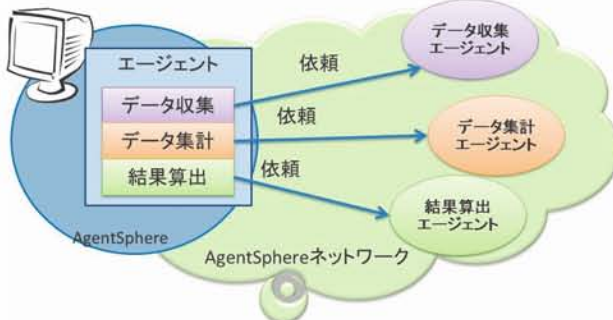 エージェント
データ収集
データ集計
結果算出
AgentSphere
依頼
依頼
依頼
データ収集
エージェント
データ集計
エージェント
結果算出
エージェント
AgentSphereネットワーク